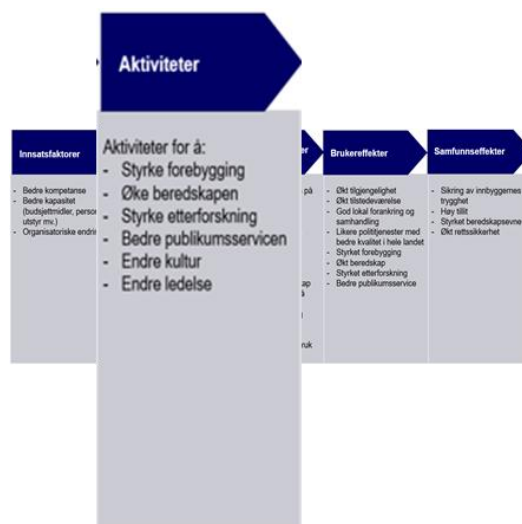 Aktiviteter
Aktiviteter for å:
- Styrke forebygging
- Øke beredskapen
- Styrke etterforskning
- Bedre publikumsservicen
- Endre kultur
- Endre ledelse
Innsatsfaktorer
- Bedre kompetanse
- Bedre kapasitet
(budsjettmidler,
utstyr mv.)
- Organisatoriske
på
Brukereffekter
- Økt tilgjengelighet
- Økt tilstedeværelse
- God lokal forankring og
samhandling
- Likere polititjenester med
bedre kvalitet i hele landet
- Styrket forebygging
- Økt beredskap
- Styrket etterforskning
- Bedre publikumsservice
Samfunnseffekter
- Sikring av innbyggernes
trygghet
- Høy tillit
- Styrket beredskapsevne
- Økt rettssikkerhet